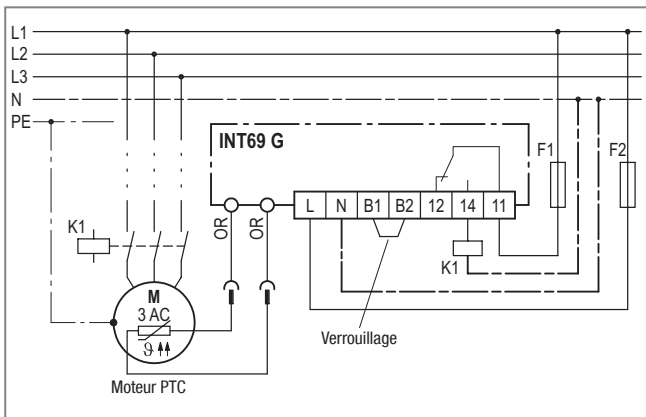 L1
L2
L3
N
PE
INT69 G
F1
F2
L N B1 B2 12 14 11
OR
OR
K1
K1
M
3 AC
ϑ
Verrouillage
Moteur PTC